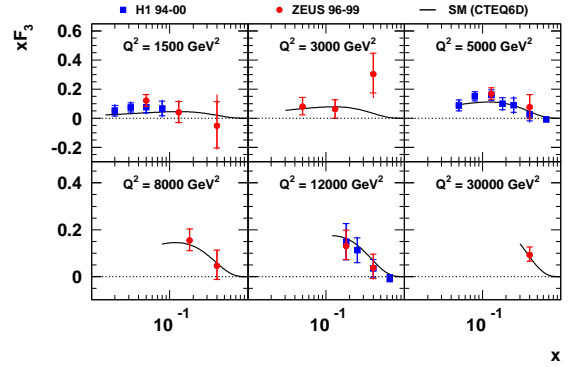 H1 94-00 ZEUS 96-99 SM (CTEQ6D)
xF₃
0.6
0.4
0.2
0
-0.2
Q² = 1500 GeV² Q² = 3000 GeV² Q² = 5000 GeV²
0.4
0.2
0
Q² = 8000 GeV² Q² = 12000 GeV² Q² = 30000 GeV²
10⁻¹ 10⁻¹ 10⁻¹
x